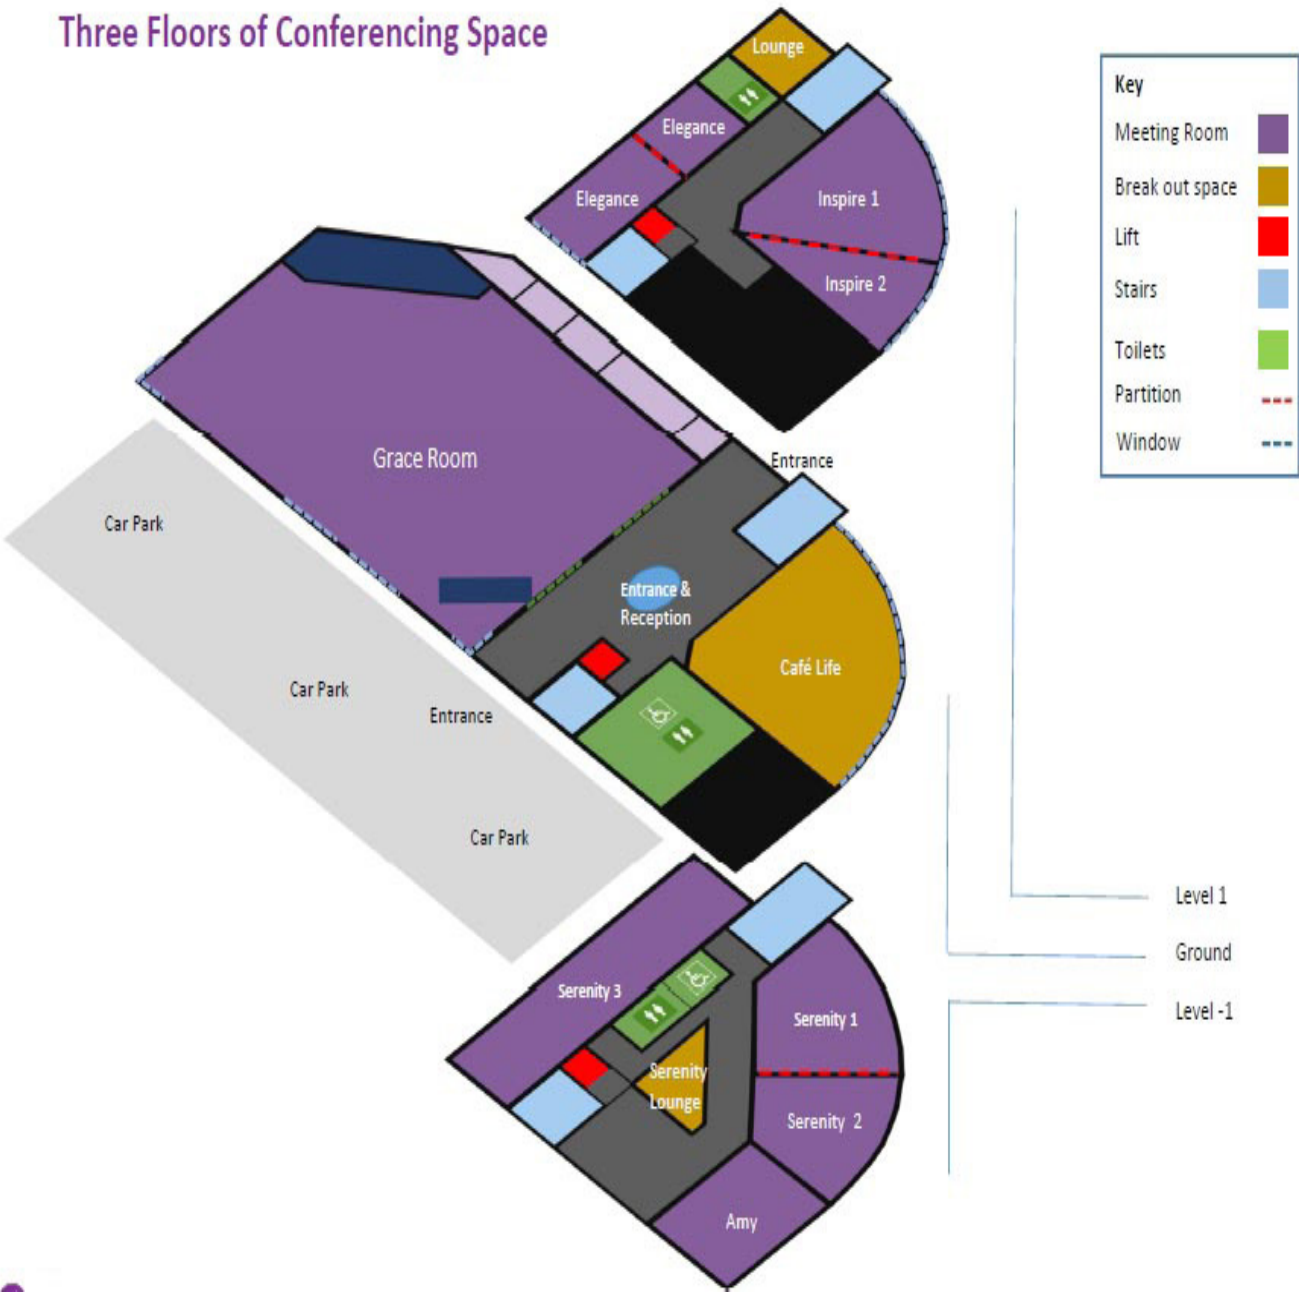 Three Floors of Conferencing Space
Lounge
Elegance
Elegance
Inspire 1
Inspire 2
Key
Meeting Room
Break out space
Lift
Stairs
Toilets
Partition
Window
Grace Room
Entrance
Car Park
Entrance &
Reception
Café Life
Car Park
Entrance
Car Park
Serenity 3
Serenity 1
Serenity
Lounge
Serenity 2
Amy
Level 1
Ground
Level -1